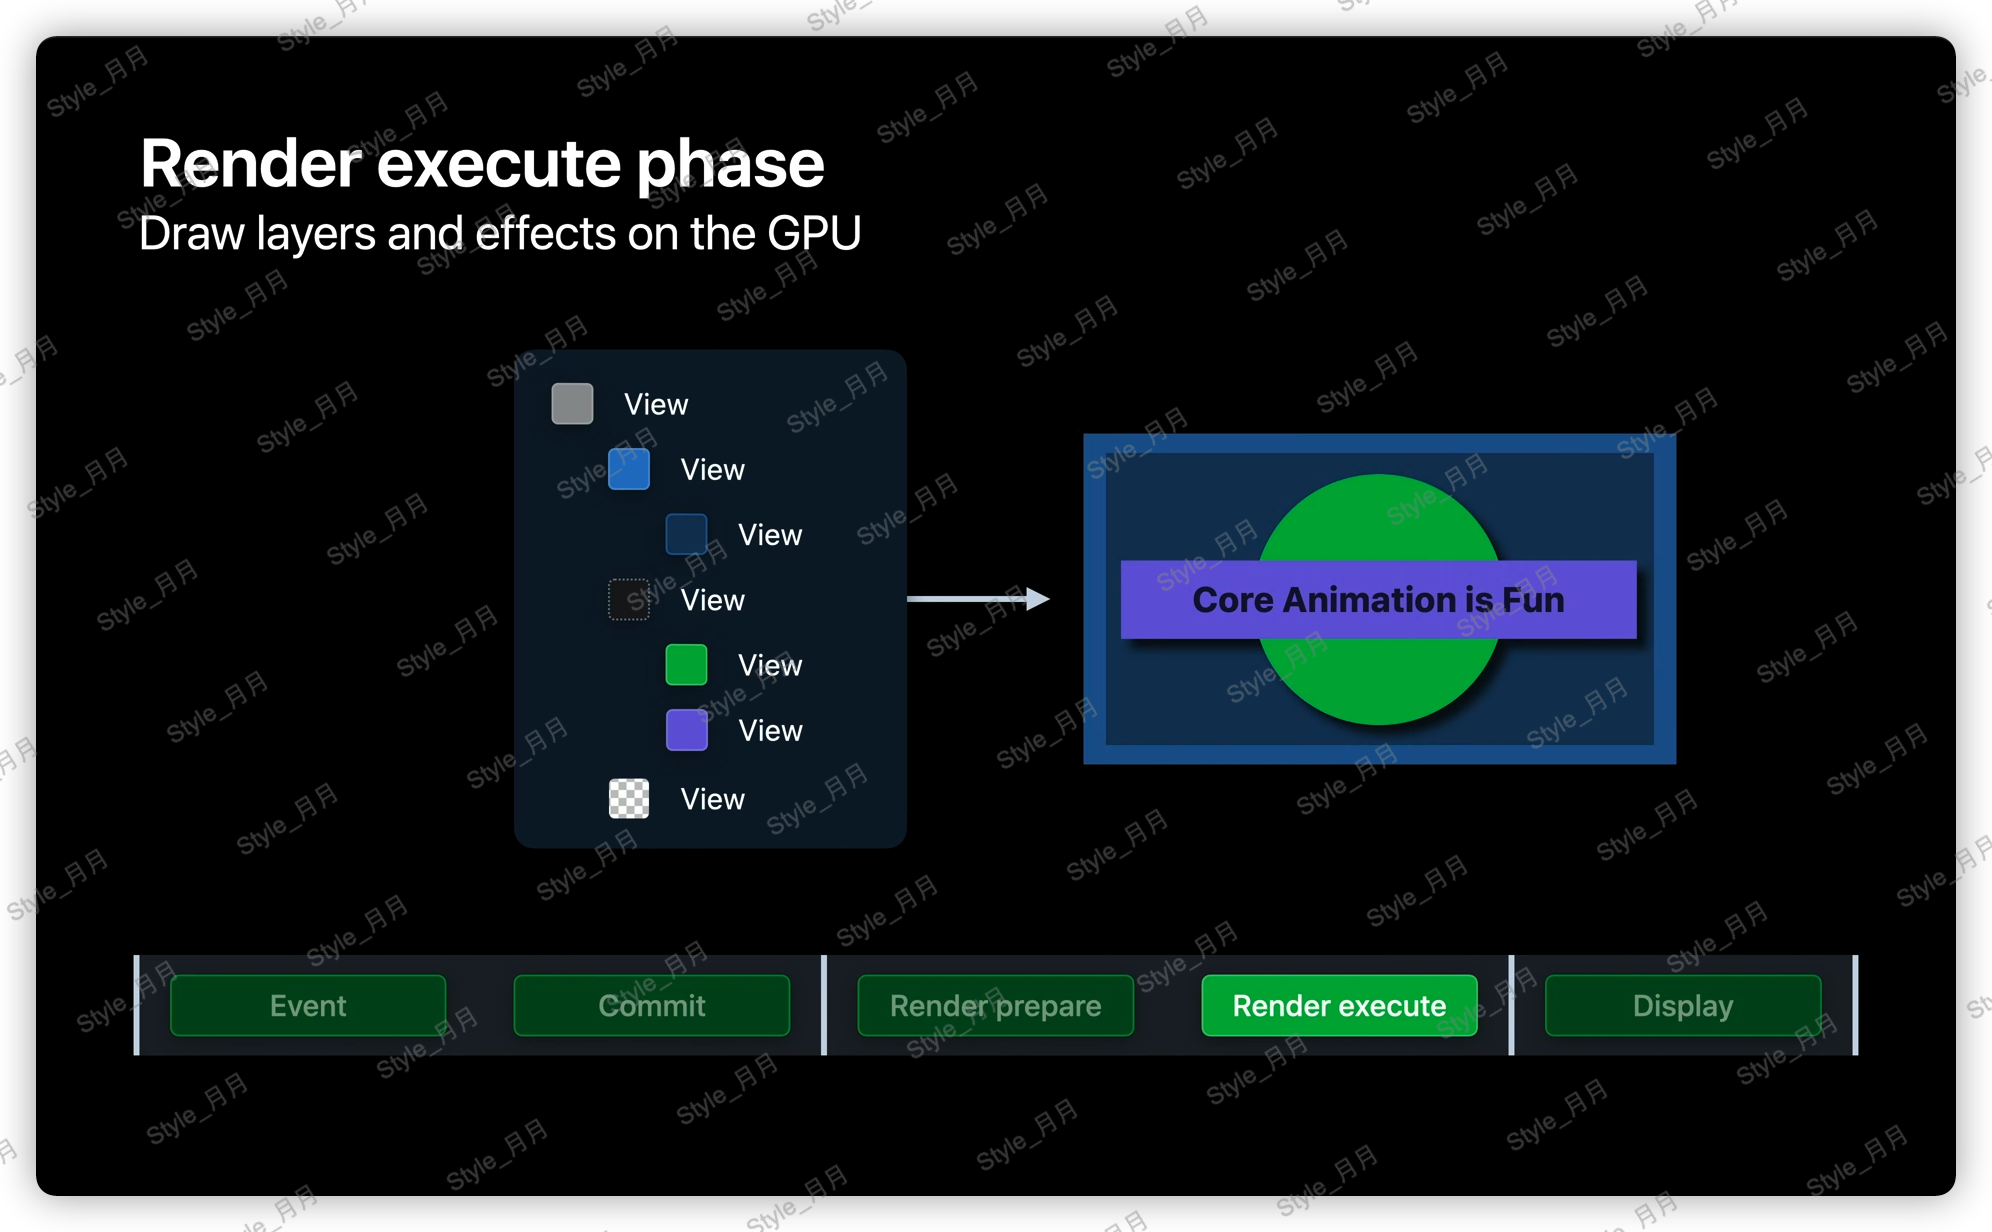 Render execute phase
Draw layers and effects on the GPU
View
View
View
View
View
View
View
Core Animation is Fun
Event
Commit
Render prepare
Render execute
Display
Style_月月